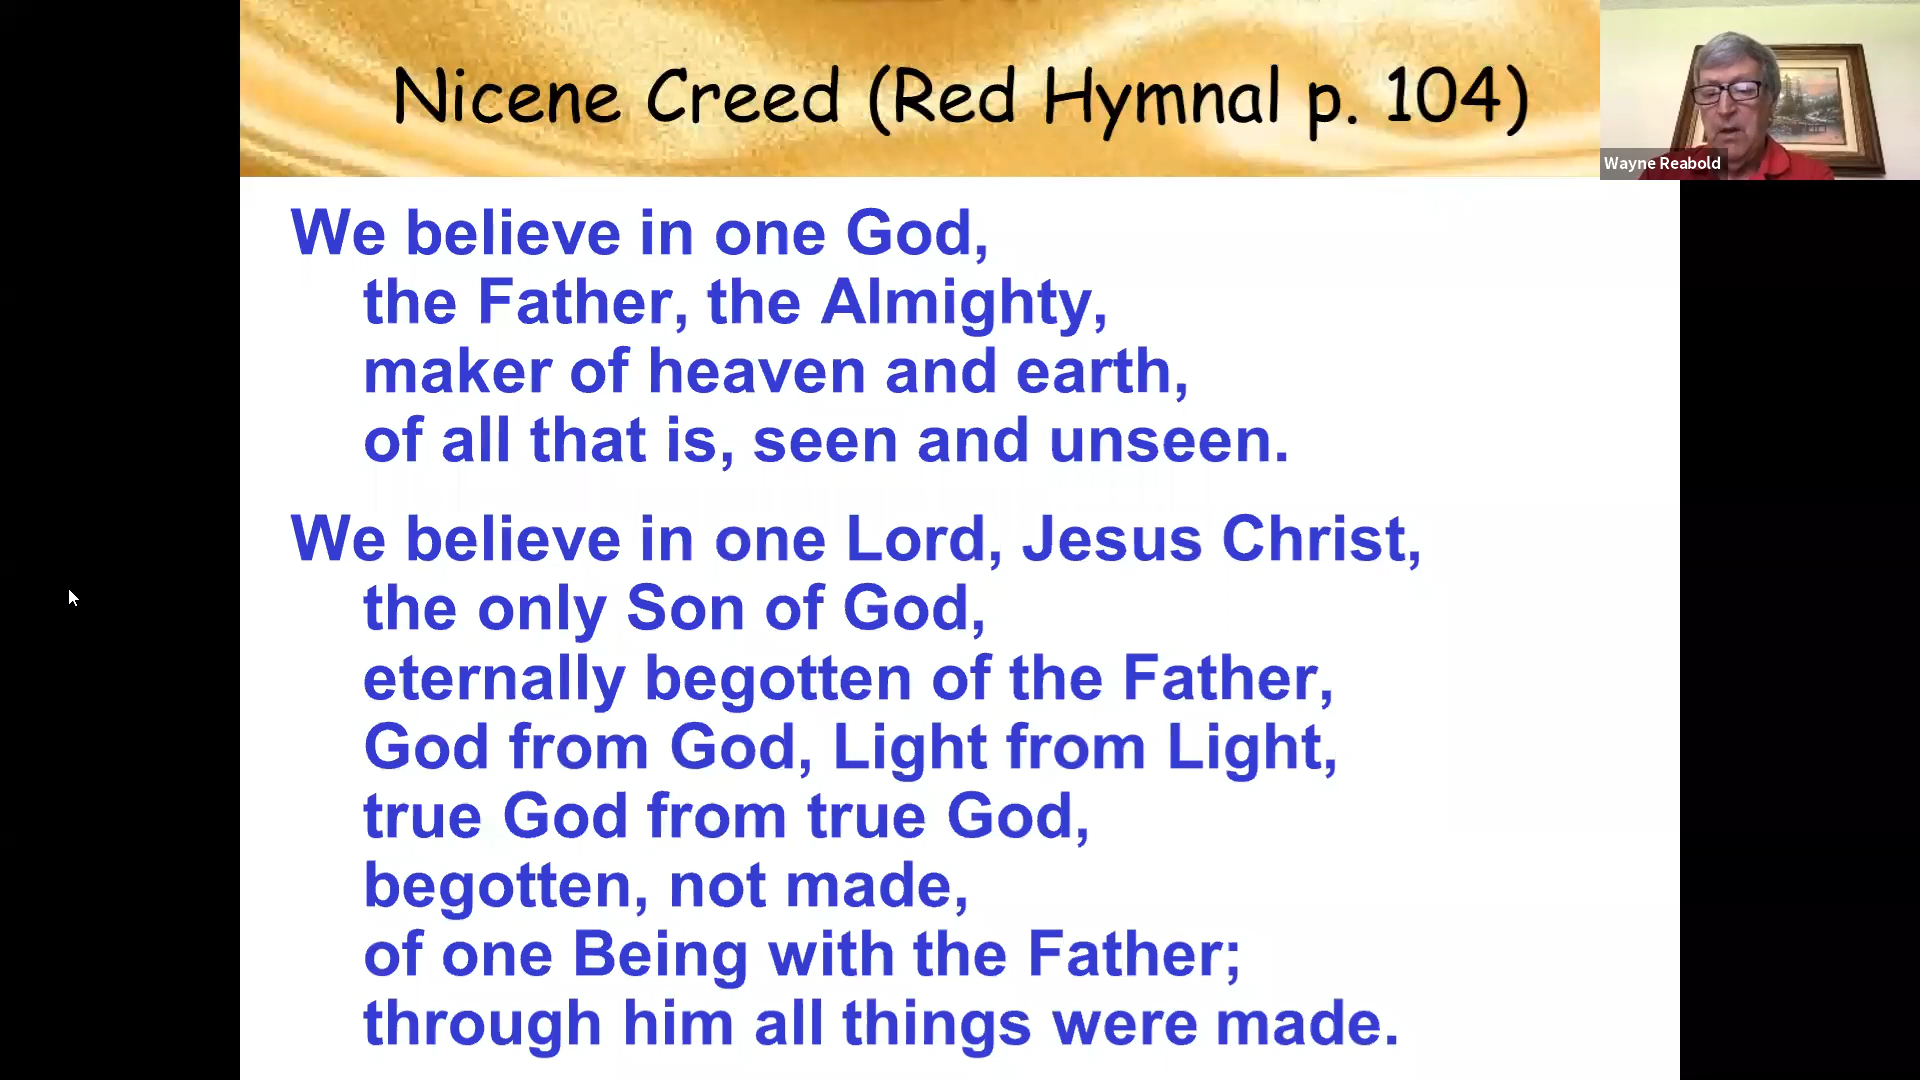 Nicene Creed (Red Hymnal p. 104)
Wayne Reabold
We believe in one God,
the Father, the Almighty,
maker of heaven and earth,
of all that is, seen and unseen.
We believe in one Lord, Jesus Christ,
the only Son of God,
eternally begotten of the Father,
God from God, Light from Light,
true God from true God,
begotten, not made,
of one Being with the Father;
through him all things were made.